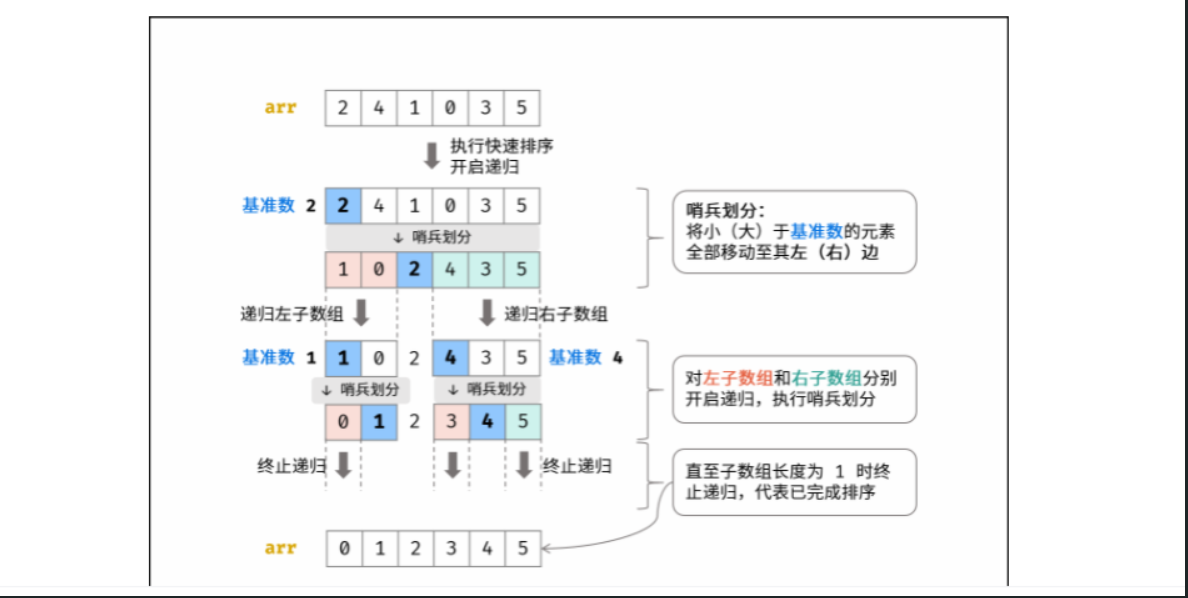 arr 2 4 1 0 3 5
执行快速排序
开启递归
基准数 2 2 4 1 0 3 5
↓ 哨兵划分
1 0 2 4 3 5
哨兵划分：
将小（大）于基准数的元素
全部移动至其左（右）边
递归左子数组 递归右子数组
基准数 1 1 0 2 4 3 5 基准数 4
↓ 哨兵划分 ↓ 哨兵划分
0 1 2 3 4 5
对左子数组和右子数组分别
开启递归，执行哨兵划分
终止递归 终止递归
直至子数组长度为 1 时终
止递归，代表已完成排序
arr 0 1 2 3 4 5